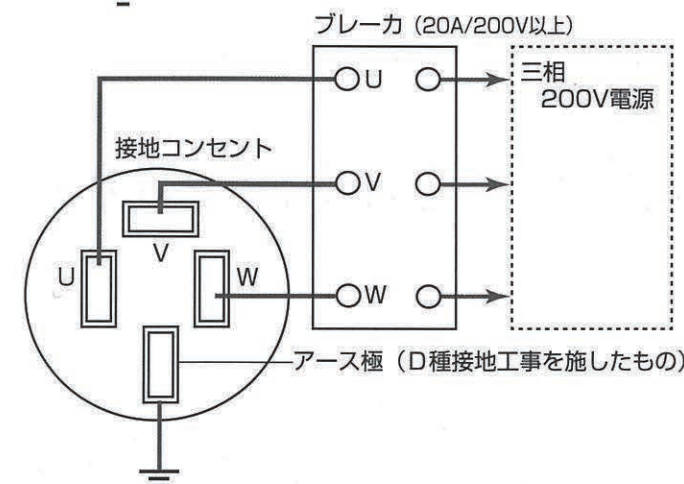 ブレーカ（20A/200V以上）
U
三相
200V電源
接地コンセント
V
V
U
W
W
アース極（D種接地工事を施したもの）